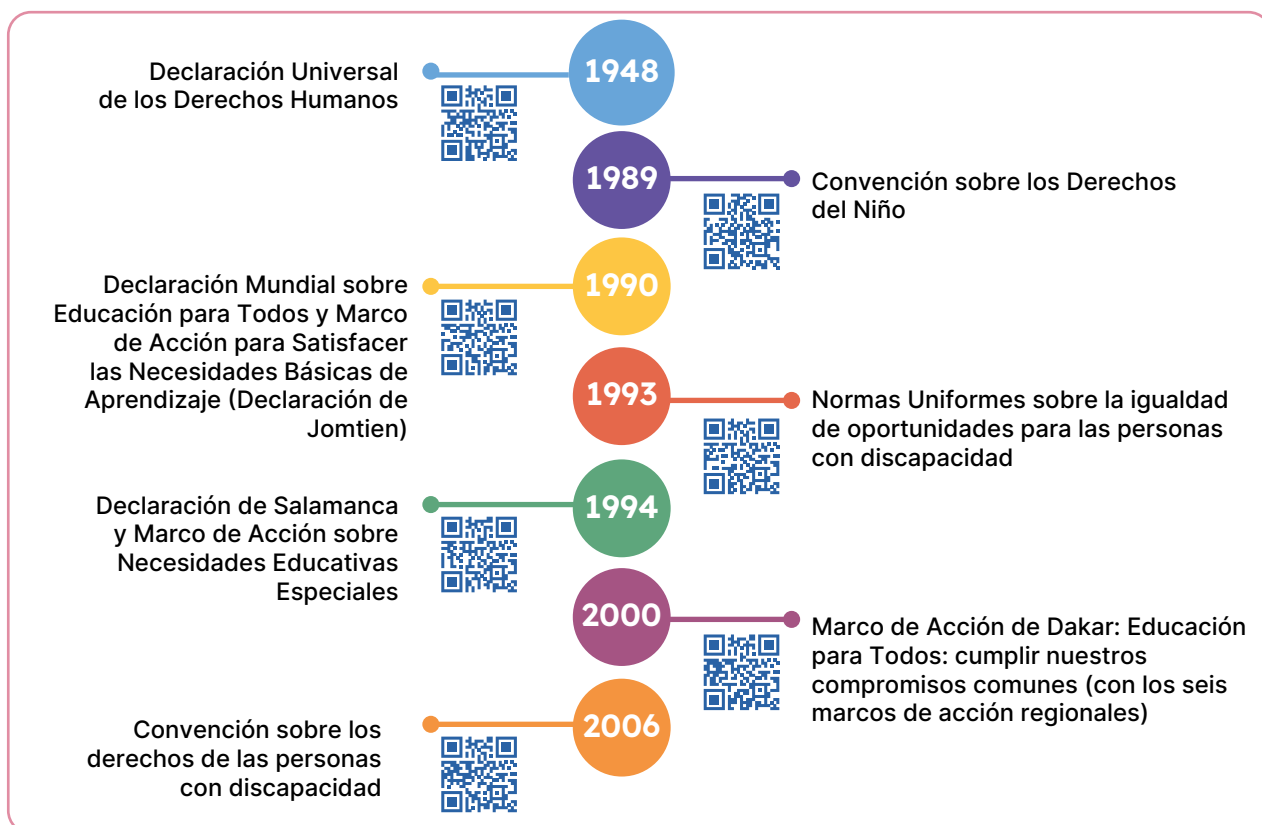 1948
Declaración Universal
de los Derechos Humanos
1989
Convención sobre los Derechos
del Niño
1990
Declaración Mundial sobre
Educación para Todos y Marco
de Acción para Satisfacer
las Necesidades Básicas de
Aprendizaje (Declaración de
Jomtien)
1993
Normas Uniformes sobre la igualdad
de oportunidades para las personas
con discapacidad
1994
Declaración de Salamanca
y Marco de Acción sobre
Necesidades Educativas
Especiales
2000
Marco de Acción de Dakar: Educación
para Todos: cumplir nuestros
compromisos comunes (con los seis
marcos de acción regionales)
2006
Convención sobre los
derechos de las personas
con discapacidad